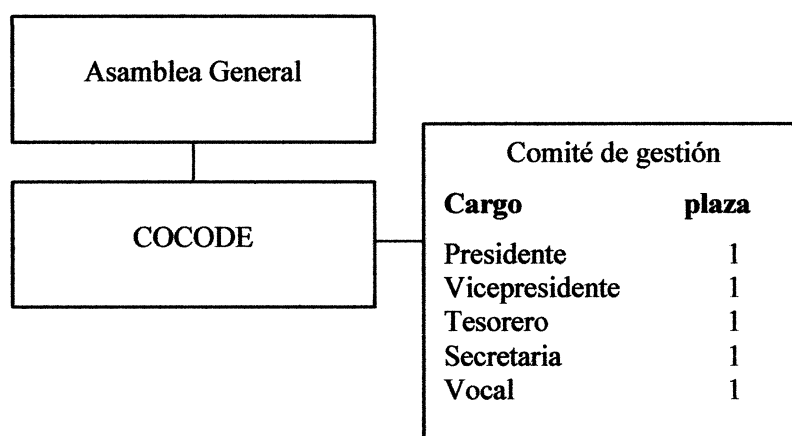 Asamblea General
COCODE
Comité de gestión
Cargo plaza
Presidente 1
Vicepresidente 1
Tesorero 1
Secretaria 1
Vocal 1